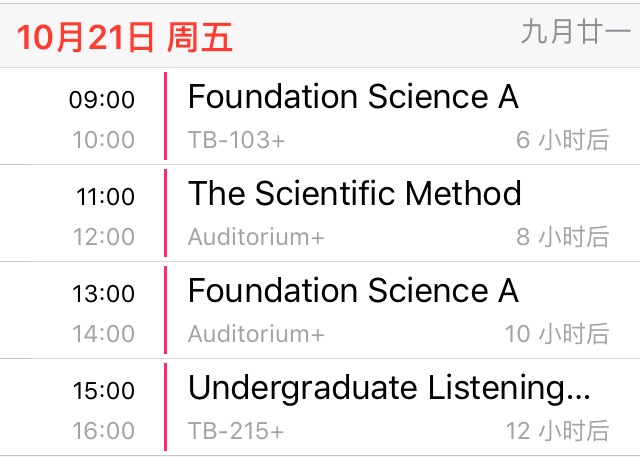 10月21日 周五 九月廿一
09:00 Foundation Science A
10:00 TB-103+ 6 小时后
11:00 The Scientific Method
12:00 Auditorium+ 8 小时后
13:00 Foundation Science A
14:00 Auditorium+ 10 小时后
15:00 Undergraduate Listening...
16:00 TB-215+ 12 小时后